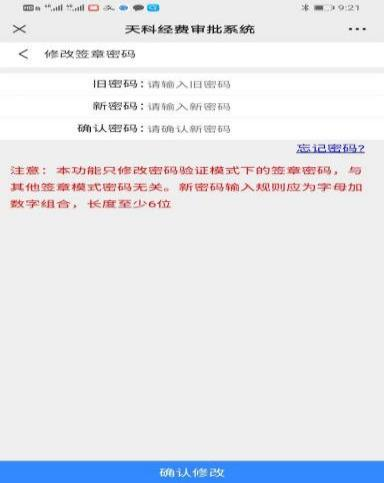 9:21
天科经费审批系统
修改签章密码
旧密码：请输入旧密码
新密码：请输入新密码
确认密码：请确认新密码
忘记密码?
注意：本功能只修改密码验证模式下的签章密码，与
其他签章模式密码无关。新密码输入规则应为字母加
数字组合，长度至少6位
确认修改